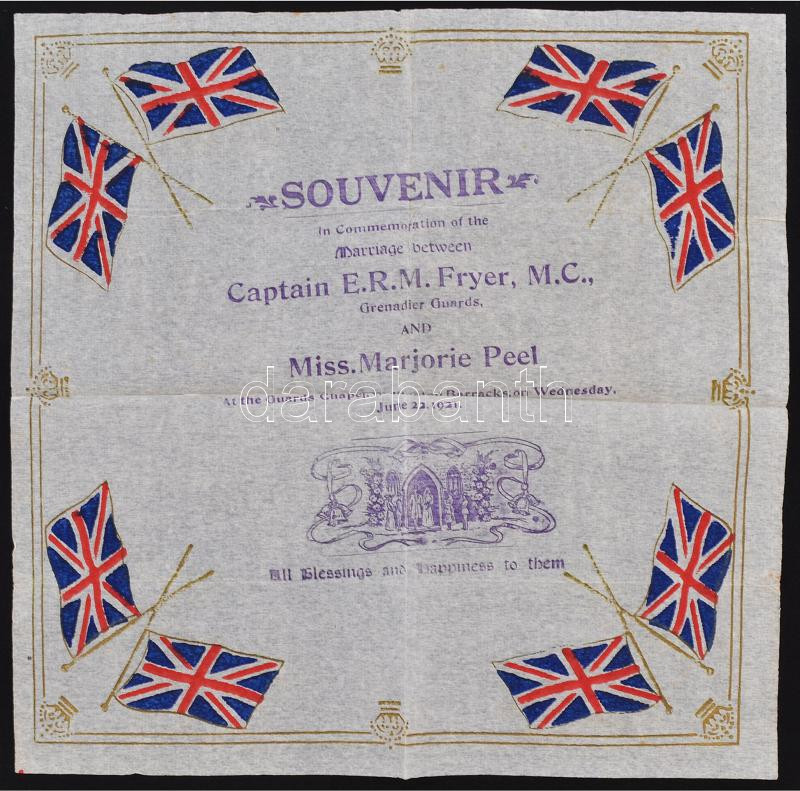 SOUVENIR
In Commemoration of the
Marriage between
Captain E.R.M. Fryer, M.C.,
Grenadier Guards,
AND
Miss. Marjorie Peel
At the Guards Chapel, Barracks, on Wednesday,
June 22, 1921.
darabanth
All Blessings and Happiness to them